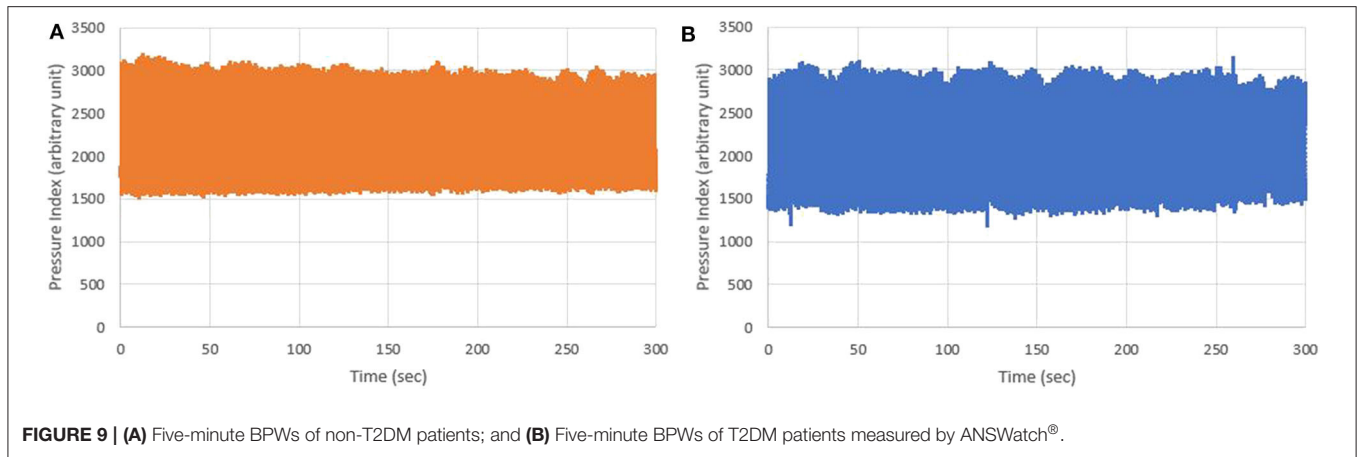 A
Pressure Index (arbitrary unit)
3500
3000
2500
2000
1500
1000
500
0
0 50 100 150 200 250 300
Time (sec)
B
Pressure Index (arbitrary unit)
3500
3000
2500
2000
1500
1000
500
0
0 50 100 150 200 250 300
Time (sec)
FIGURE 9 | (A) Five-minute BPWs of non-T2DM patients; and (B) Five-minute BPWs of T2DM patients measured by ANSWatch®.